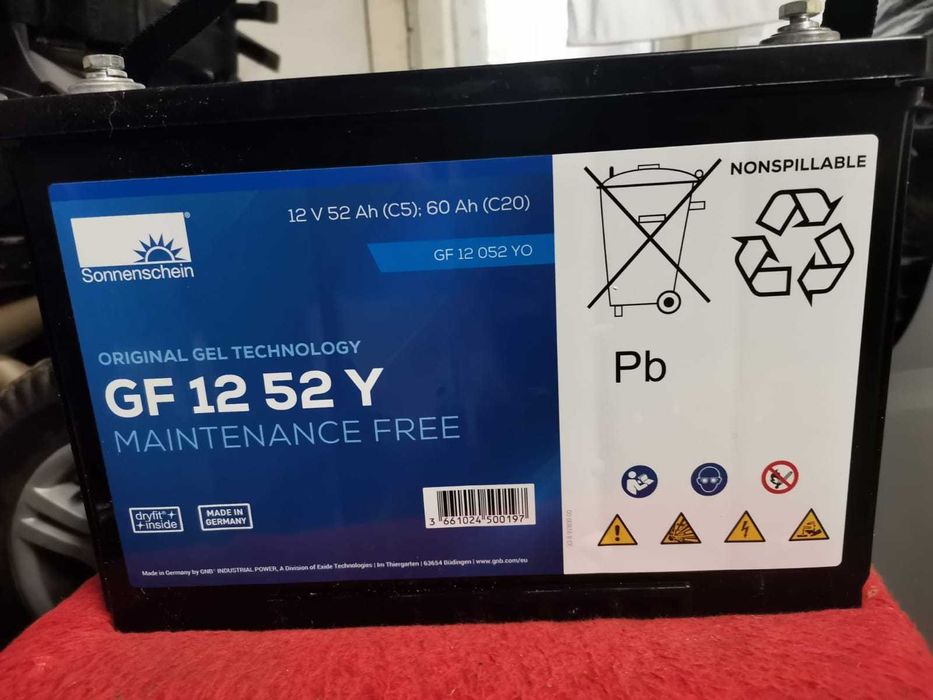 Sonnenschein
®
12 V 52 Ah (C5); 60 Ah (C20)
GF 12 052 YO
ORIGINAL GEL TECHNOLOGY
GF 12 52 Y
MAINTENANCE FREE
dryfit®
inside
MADE IN
GERMANY
3 661024 500197
Made in Germany by GNB® INDUSTRIAL POWER, A Division of Exide Technologies | Im Thiergarten | 63654 Büdingen | www.gnb.com/eu
NONSPILLABLE
Pb